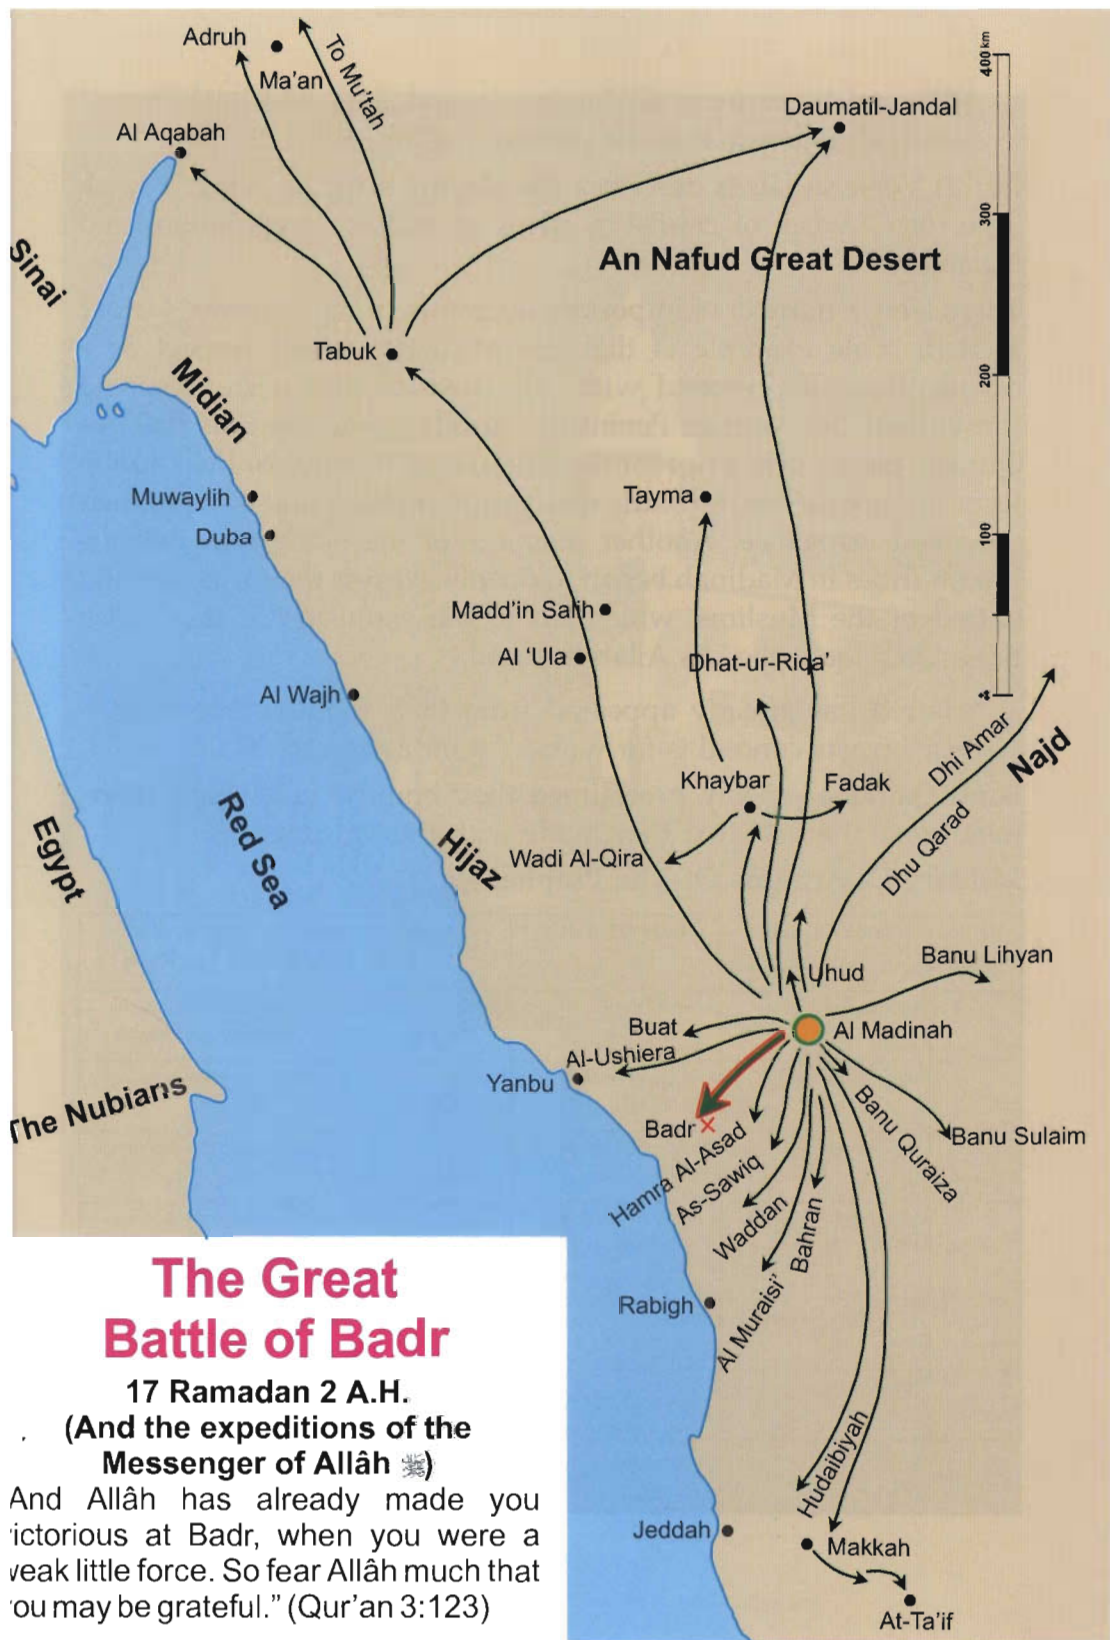 Adruh
Ma'an
To Mu'tah
400 km
Al Aqabah
Daumatil-Jandal
300
Sinai
An Nafud Great Desert
Tabuk
200
Midian
Muwaylih
Tayma
Duba
100
Madd'in Salih
Al 'Ula
Dhat-ur-Riqa'
Al Wajh
Dhi Amar
Najd
Khaybar
Fadak
Red Sea
Egypt
Hijaz
Wadi Al-Qira
Dhu Qarad
Uhud
Banu Lihyan
Buat
Al Madinah
Al-Ushiera
Yanbu
The Nubians
Badr
Banu Quraiza
Banu Sulaim
Hamra Al-Asad
As-Sawiq
Waddan
Bahran
Al Muraisi'
Rabigh
Hudaibiyah
Jeddah
Makkah
At-Ta'if
The Great
Battle of Badr
17 Ramadan 2 A.H.
(And the expeditions of the
Messenger of Allâh ﷺ)
And Allâh has already made you
ictorious at Badr, when you were a
weak little force. So fear Allâh much that
you may be grateful." (Qur'an 3:123)